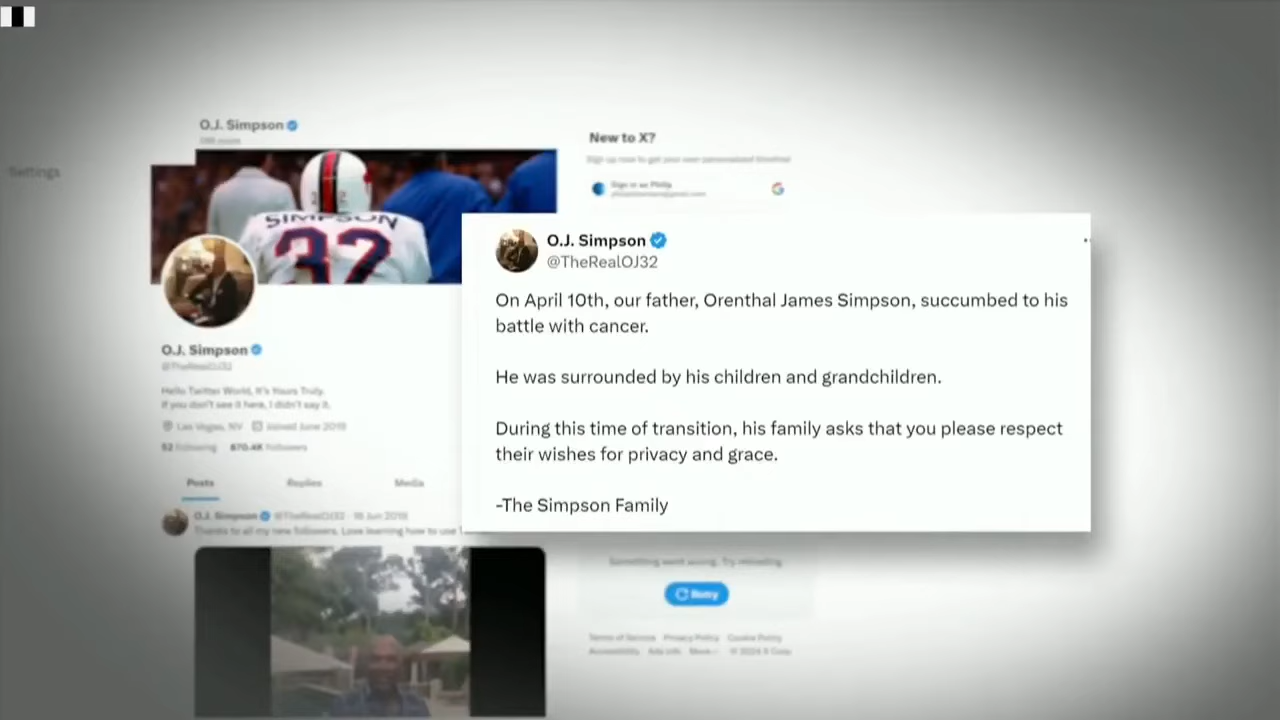 O.J. Simpson
Settings
New to X?
Sign up now to get your own personalized timeline!
SIMPSON
32
O.J. Simpson
@TheRealOJ32
On April 10th, our father, Orenthal James Simpson, succumbed to his
battle with cancer.
He was surrounded by his children and grandchildren.
During this time of transition, his family asks that you please respect
their wishes for privacy and grace.
-The Simpson Family
O.J. Simpson
@TheRealOJ32
Hello Twitter World, it's Yours Truly.
If you don't see it here, I didn't say it.
Las Vegas, NV Joined June 2019
52 Following 870.4K Followers
Posts Replies Media
O.J. Simpson @TheRealOJ32
Thanks to all my new followers. Love learning how to use
Something went wrong. Try reloading.
Retry
Terms of Service Privacy Policy Cookie Policy
Accessibility Ads info More © 2024 X Corp.